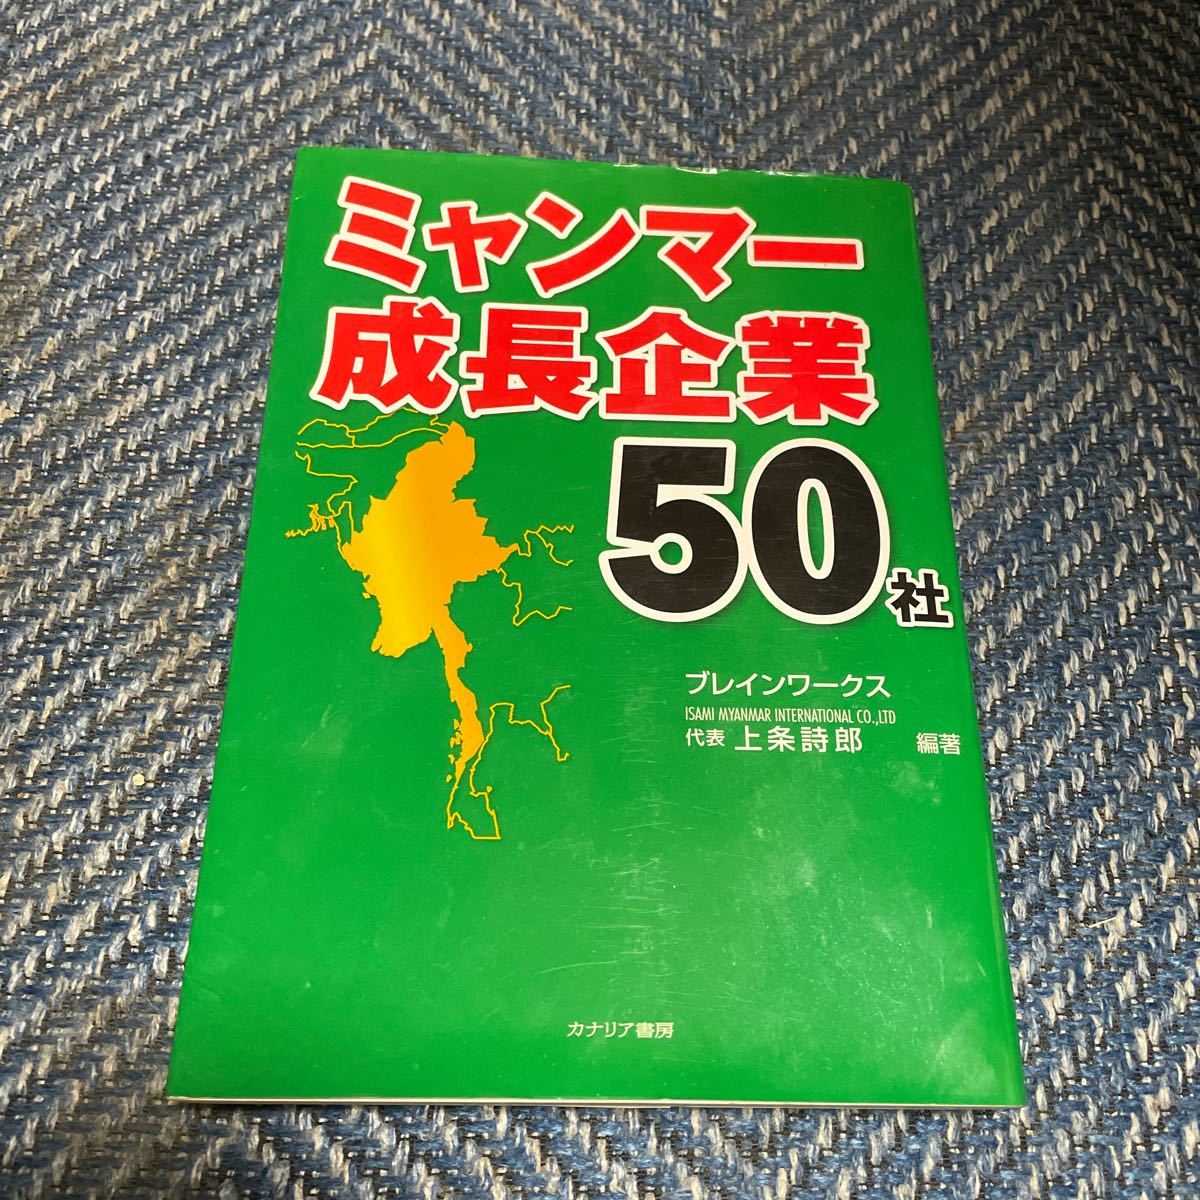 ミャンマー
成長企業
50社
ブレインワークス
ISAMI MYANMAR INTERNATIONAL CO.,LTD
代表 上条詩郎 編著
カナリア書房